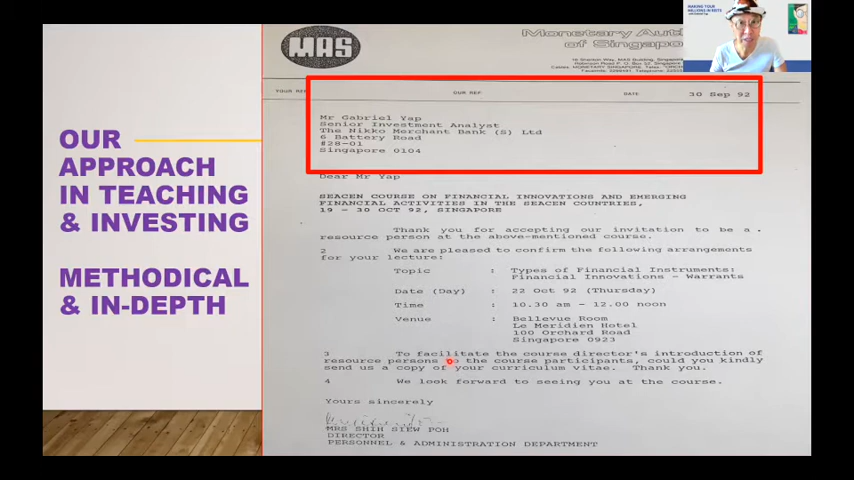 OUR
APPROACH
IN TEACHING
& INVESTING
METHODICAL
& IN-DEPTH
MAS
Monetary Aut
of Singapo
MAKING YOUR
MILLIONS IN REITS
OUR REF
DATE
30 Sep 92
Mr Gabriel Yap
Senior Investment Analyst
The Nikko Merchant Bank (S) Ltd
6 Battery Road
#28-01
Singapore 0104
Dear Mr Yap
SEACEN COURSE ON FINANCIAL INNOVATIONS AND EMERGING
FINANCIAL ACTIVITIES IN THE SEACEN COUNTRIES,
19 - 30 OCT 92, SINGAPORE
Thank you for accepting our invitation to be a
resource person at the above-mentioned course.
2 We are pleased to confirm the following arrangements
for your lecture:
Topic : Types of Financial Instruments:
Financial Innovations - Warrants
Date (Day) : 22 Oct 92 (Thursday)
Time : 10.30 am - 12.00 noon
Venue : Bellevue Room
Le Meridien Hotel
100 Orchard Road
Singapore 0923
3 To facilitate the course director's introduction of
resource persons to the course participants, could you kindly
send us a copy of your curriculum vitae. Thank you.
4 We look forward to seeing you at the course.
Yours sincerely
MRS SHIH SIEW POH
DIRECTOR
PERSONNEL & ADMINISTRATION DEPARTMENT